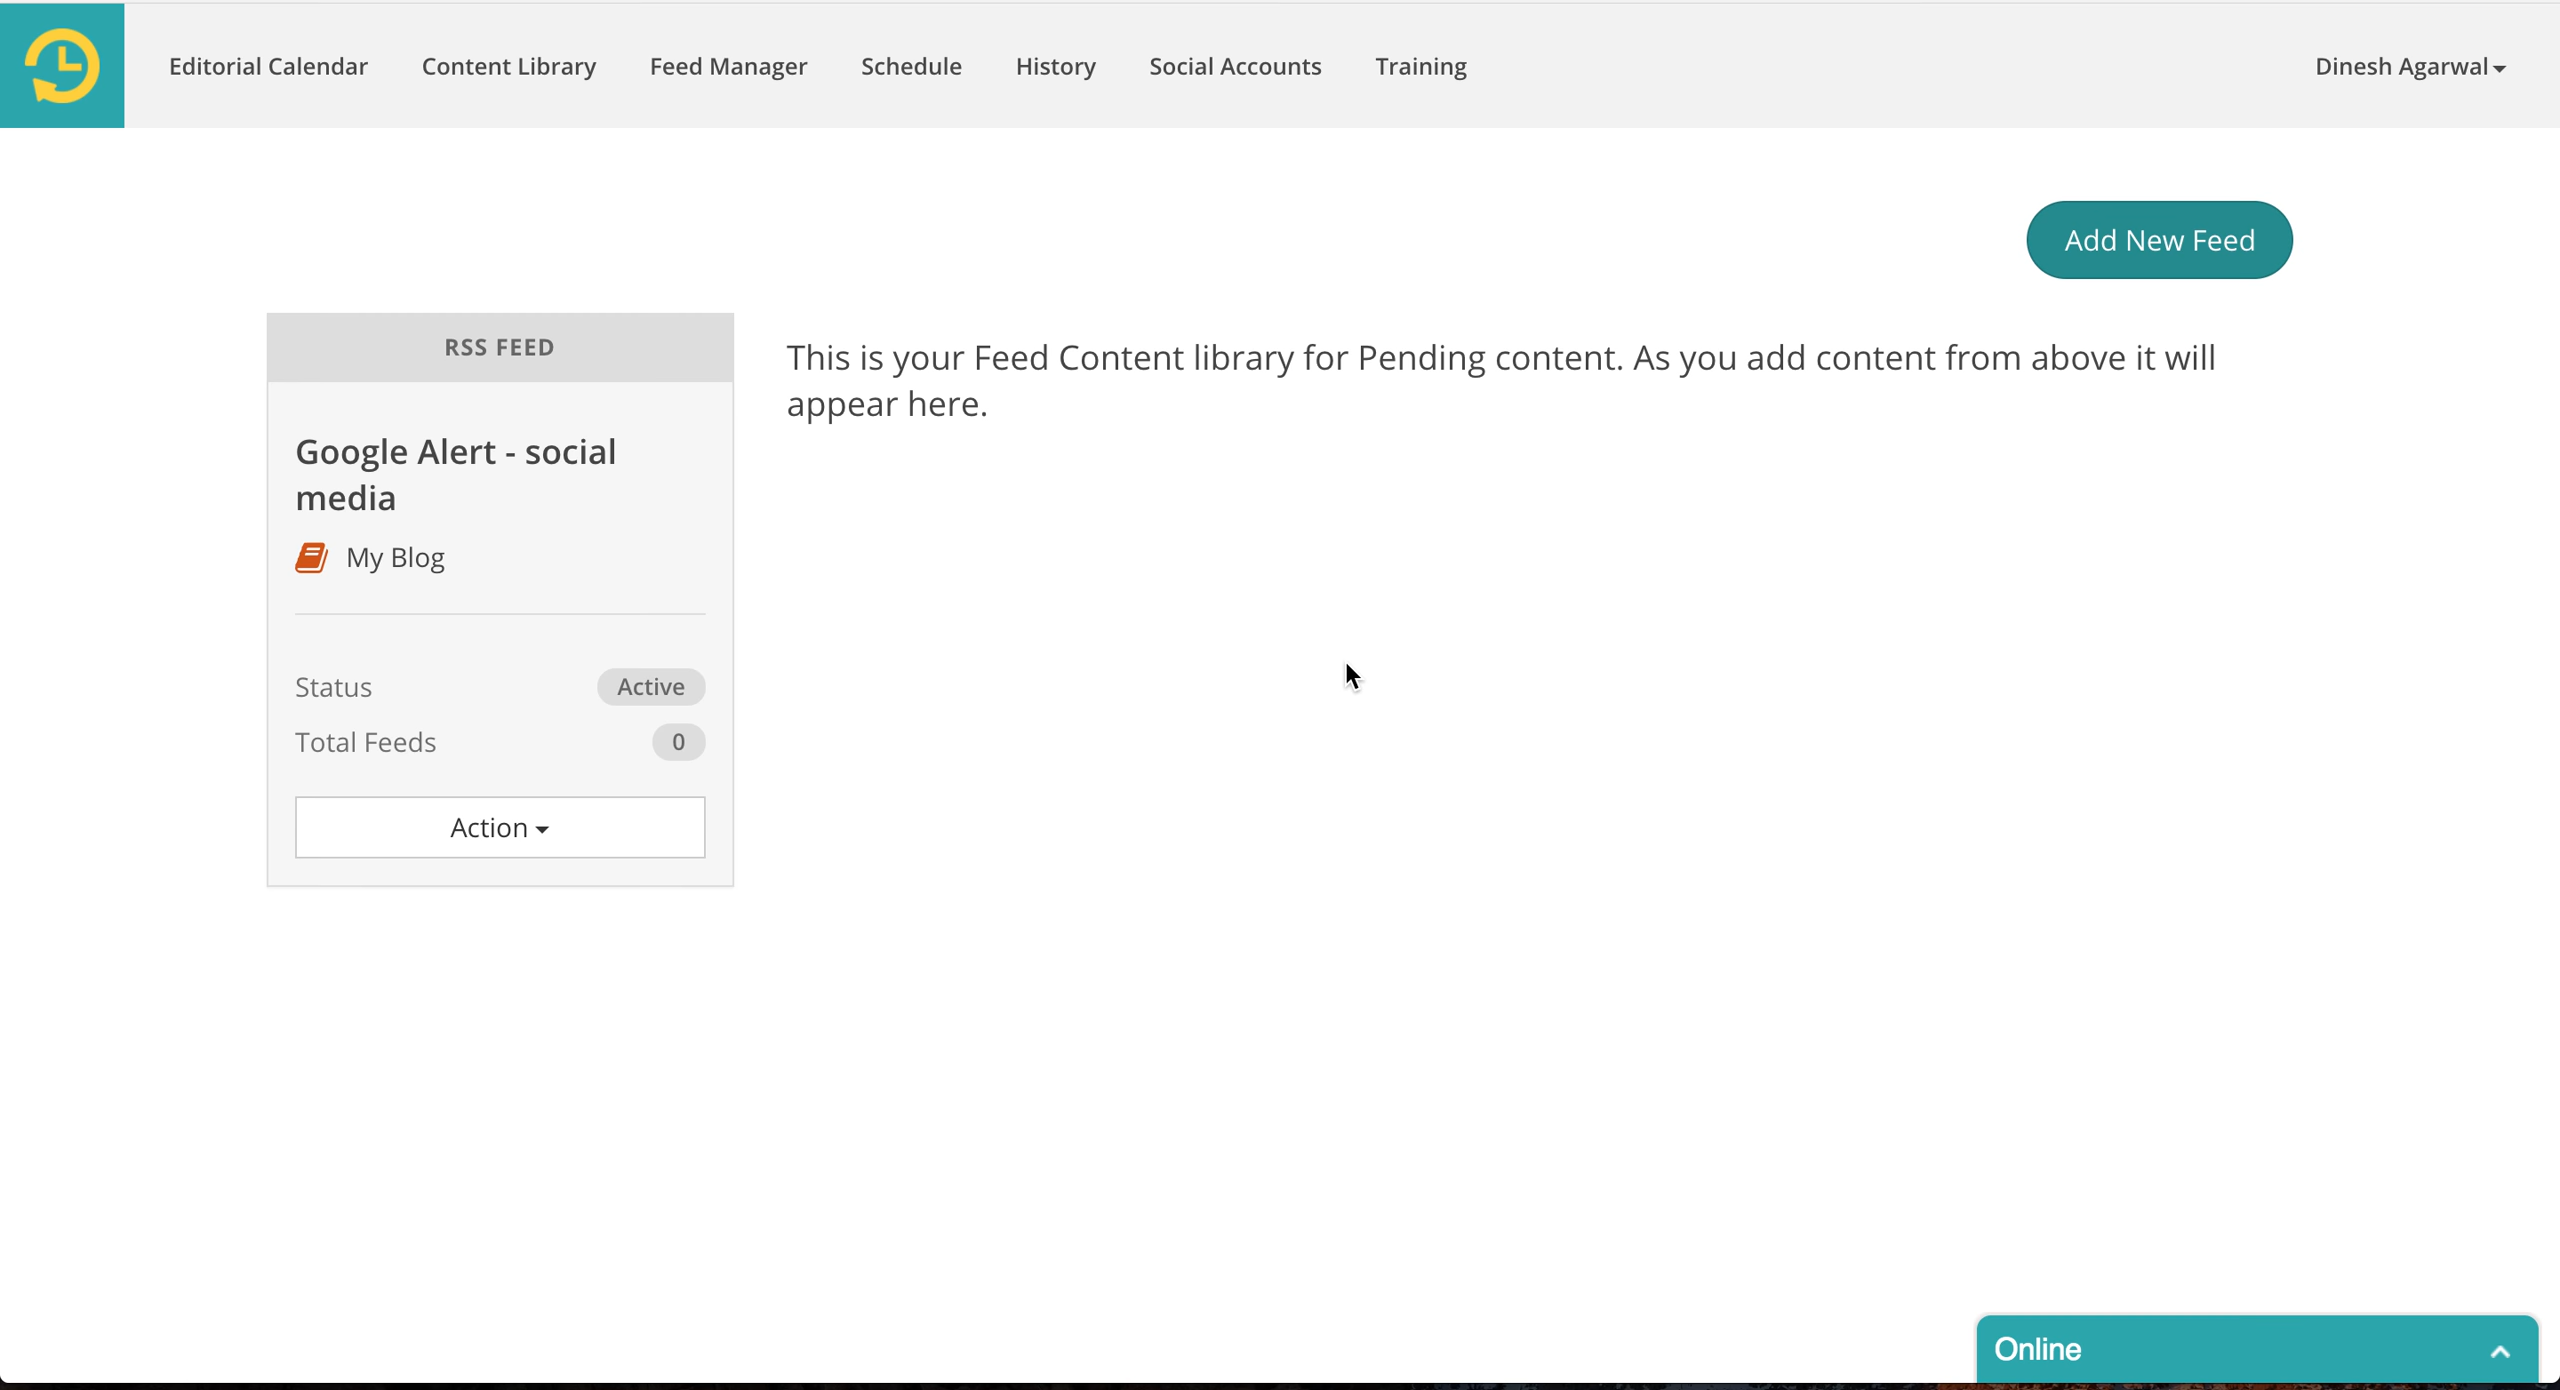 Editorial Calendar Content Library Feed Manager Schedule History Social Accounts Training Dinesh Agarwal
Add New Feed
RSS FEED
Google Alert - social
media
My Blog
Status Active
Total Feeds 0
Action
This is your Feed Content library for Pending content. As you add content from above it will
appear here.
Online